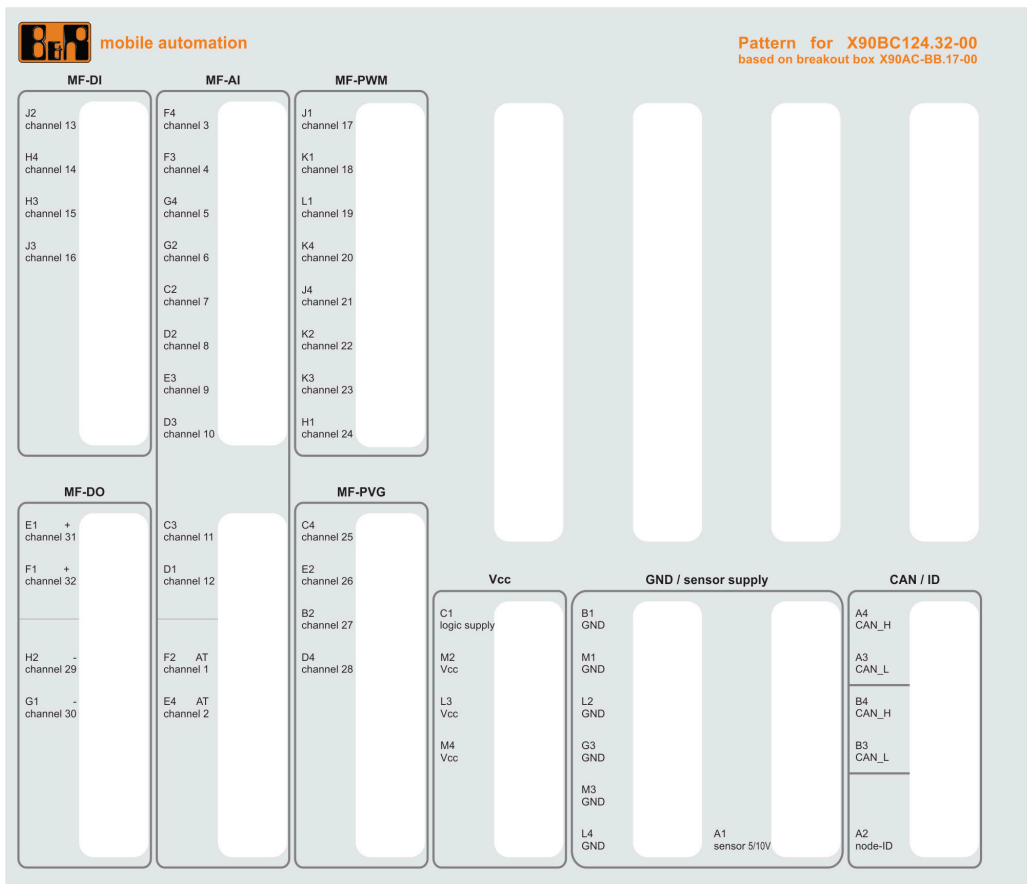 B&R mobile automation
Pattern for X90BC124.32-00
based on breakout box X90AC-BB.17-00
MF-DI
J2
channel 13
H4
channel 14
H3
channel 15
J3
channel 16
MF-AI
F4
channel 3
F3
channel 4
G4
channel 5
G2
channel 6
C2
channel 7
D2
channel 8
E3
channel 9
D3
channel 10
C3
channel 11
D1
channel 12
F2 AT
channel 1
E4 AT
channel 2
MF-PWM
J1
channel 17
K1
channel 18
L1
channel 19
K4
channel 20
J4
channel 21
K2
channel 22
K3
channel 23
H1
channel 24
MF-DO
E1 +
channel 31
F1 +
channel 32
H2 -
channel 29
G1 -
channel 30
MF-PVG
C4
channel 25
E2
channel 26
B2
channel 27
D4
channel 28
Vcc
C1
logic supply
M2
Vcc
L3
Vcc
M4
Vcc
GND / sensor supply
B1
GND
M1
GND
L2
GND
G3
GND
M3
GND
L4
GND
A1
sensor 5/10V
CAN / ID
A4
CAN_H
A3
CAN_L
B4
CAN_H
B3
CAN_L
A2
node-ID